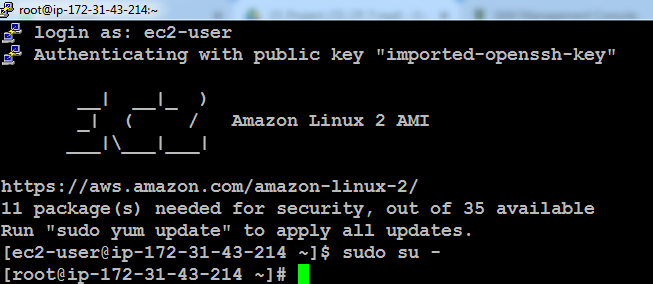 root@ip-172-31-43-214:~
login as: ec2-user
Authenticating with public key "imported-openssh-key"
       __|  __|_  )
       _|  (     /   Amazon Linux 2 AMI
      ___|\___|___|
https://aws.amazon.com/amazon-linux-2/
11 package(s) needed for security, out of 35 available
Run "sudo yum update" to apply all updates.
[ec2-user@ip-172-31-43-214 ~]$ sudo su -
[root@ip-172-31-43-214 ~]#